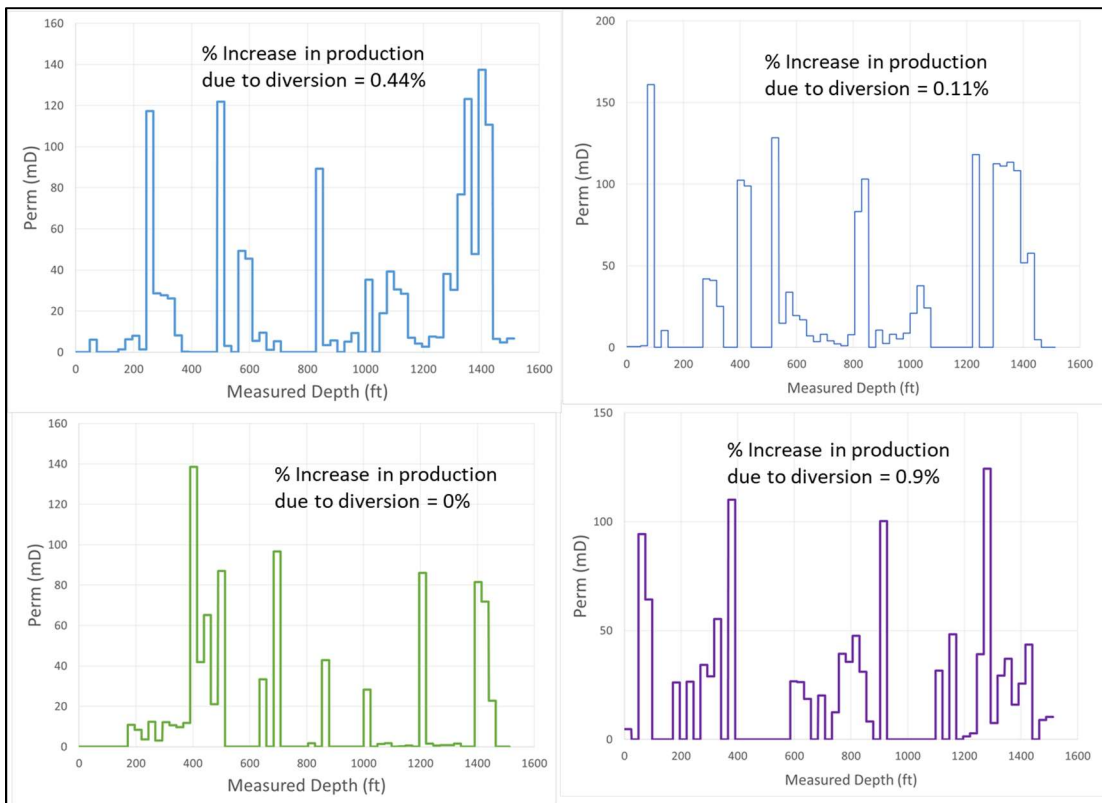 % Increase in production
due to diversion = 0.44%
160
140
120
100
80
60
40
20
0
Perm (mD)
0 200 400 600 800 1000 1200 1400 1600
Measured Depth (ft)
% Increase in production
due to diversion = 0.11%
200
150
100
50
0
Perm (mD)
0 200 400 600 800 1000 1200 1400 1600
Measured Depth (ft)
% Increase in production
due to diversion = 0%
160
140
120
100
80
60
40
20
0
Perm (mD)
0 200 400 600 800 1000 1200 1400 1600
Measured Depth (ft)
% Increase in production
due to diversion = 0.9%
150
100
50
0
Perm (mD)
0 200 400 600 800 1000 1200 1400 1600
Measured Depth (ft)